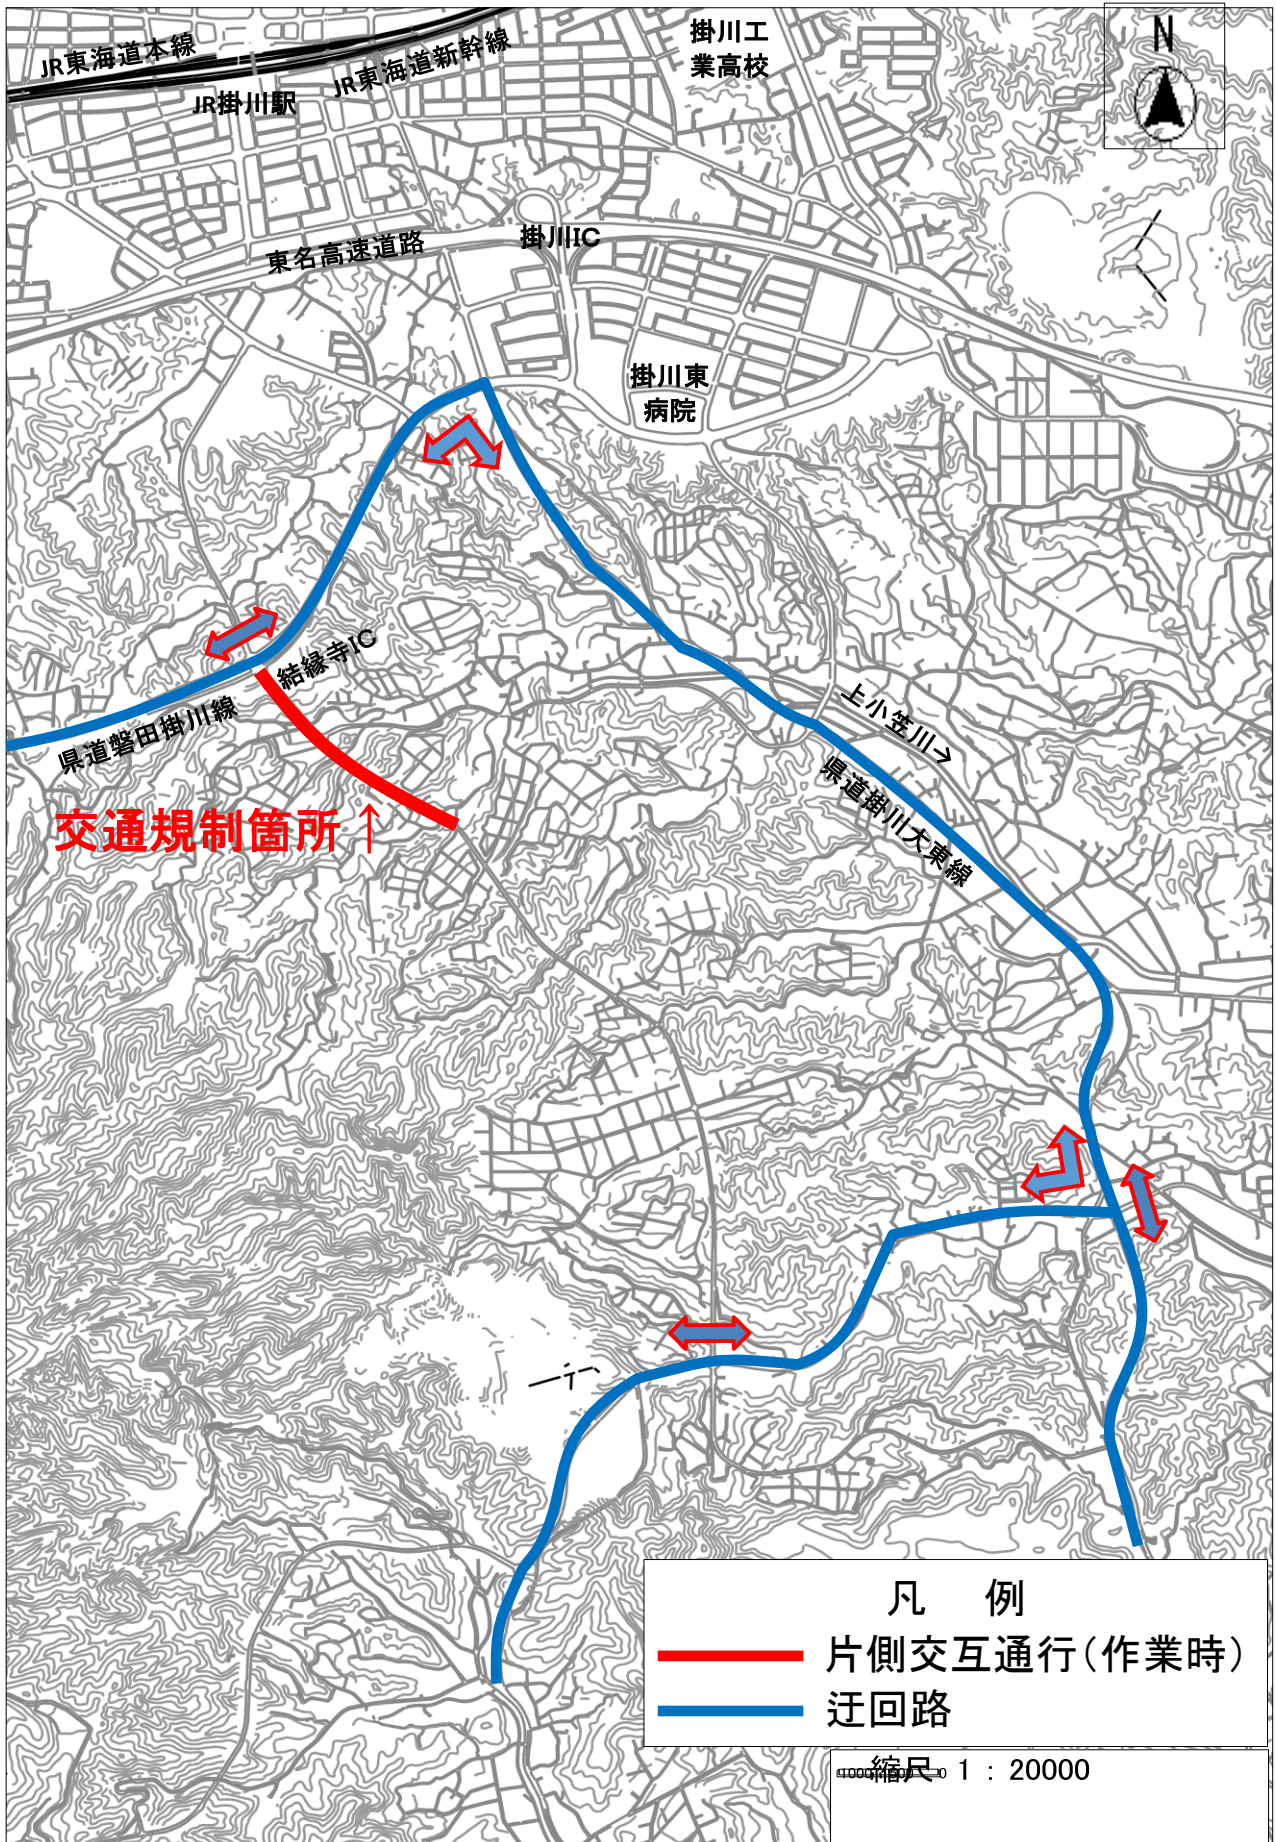 JR東海道本線
JR東海道新幹線
JR掛川駅
掛川工
業高校
N
東名高速道路
掛川IC
掛川東
病院
結縁寺IC
県道磐田掛川線
交通規制箇所↑
上小笠川→
県道掛川大東線
凡 例
片側交互通行(作業時)
迂回路
縮尺 1 : 20000